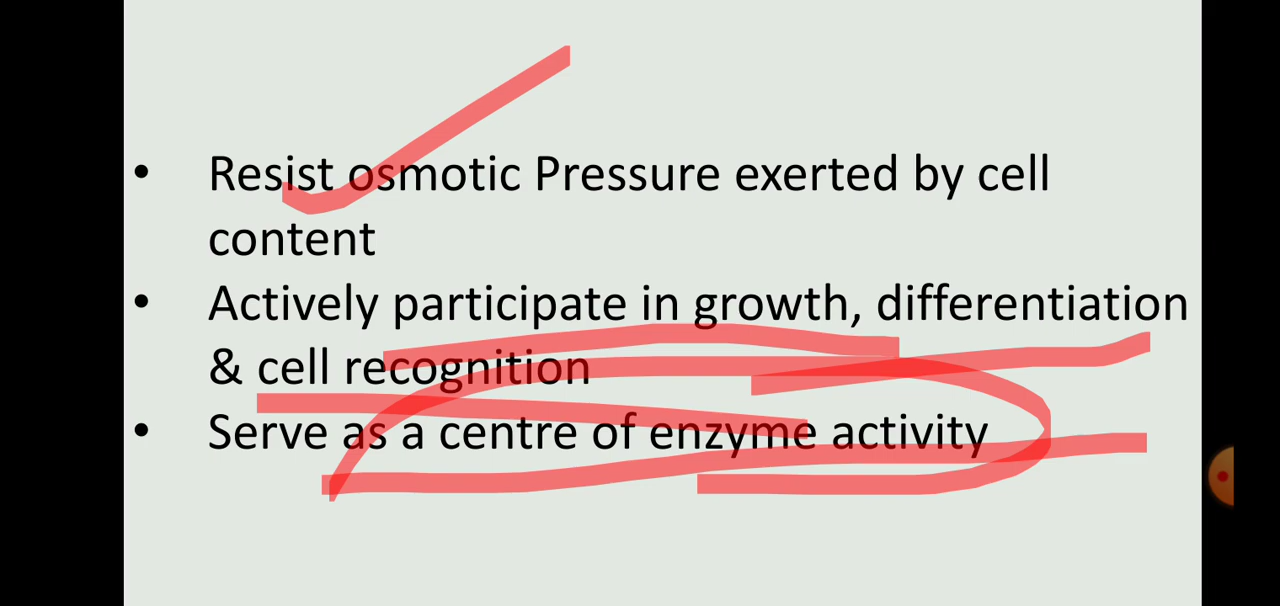 • Resist osmotic Pressure exerted by cell
content
• Actively participate in growth, differentiation
& cell recognition
• Serve as a centre of enzyme activity